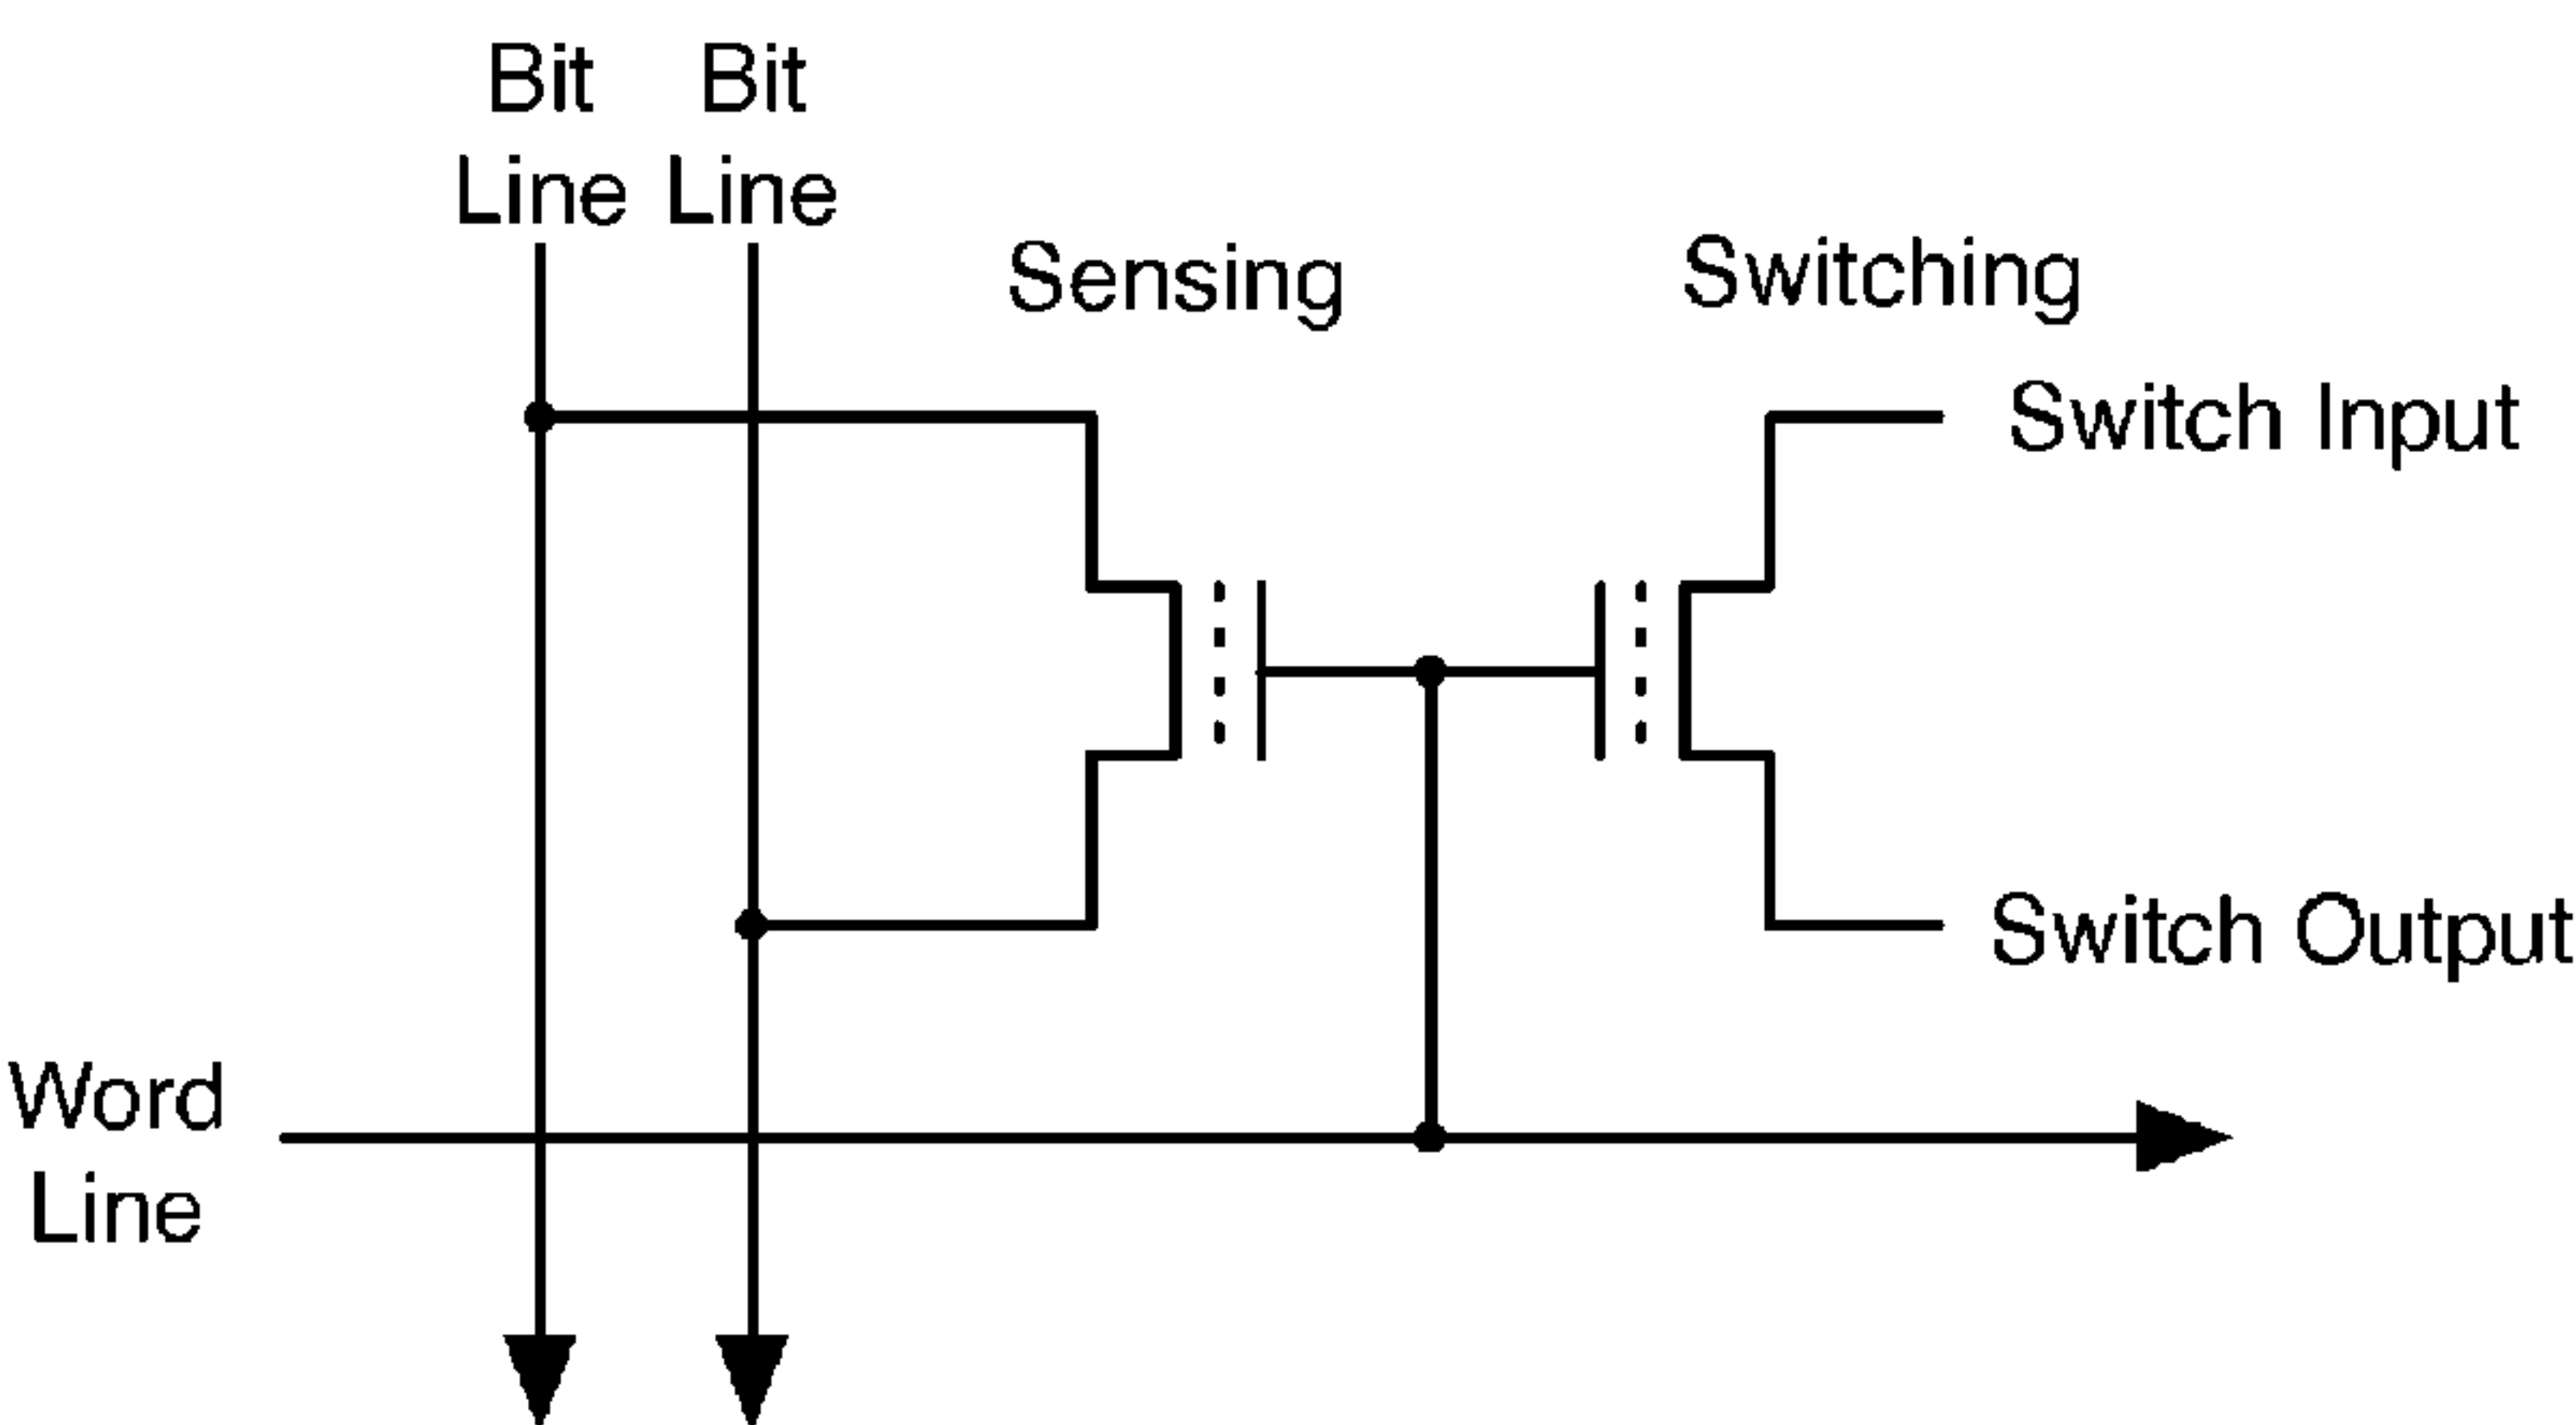 Bit Bit
Line Line
Sensing
Switching
Switch Input
Switch Output
Word
Line